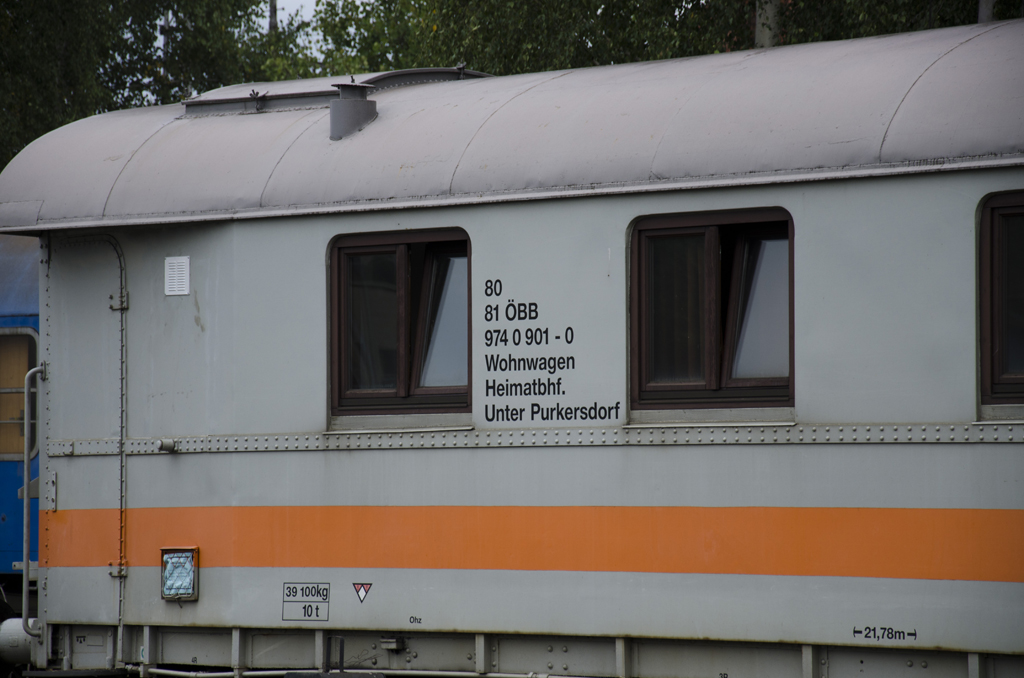 80
81 ÖBB
974 0 901 - 0
Wohnwagen
Heimatbhf.
Unter Purkersdorf
39 100kg
10 t
Ohz
21,78m